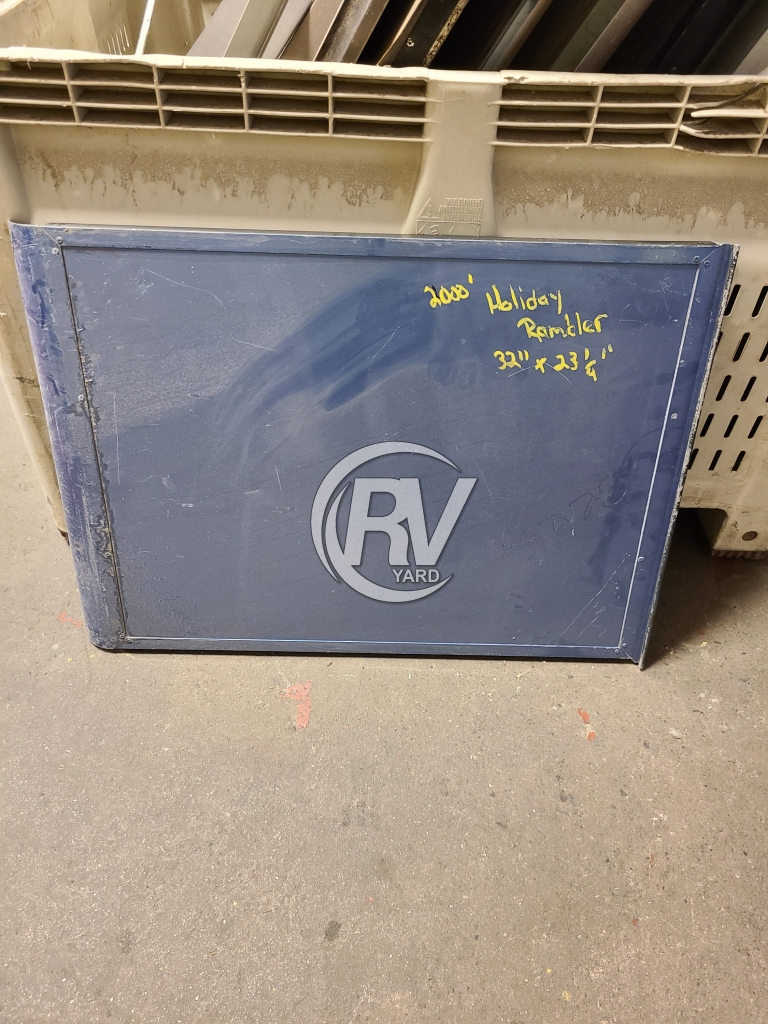 2000' Holiday
Rambler
32" x 23 1/4"
RV
YARD